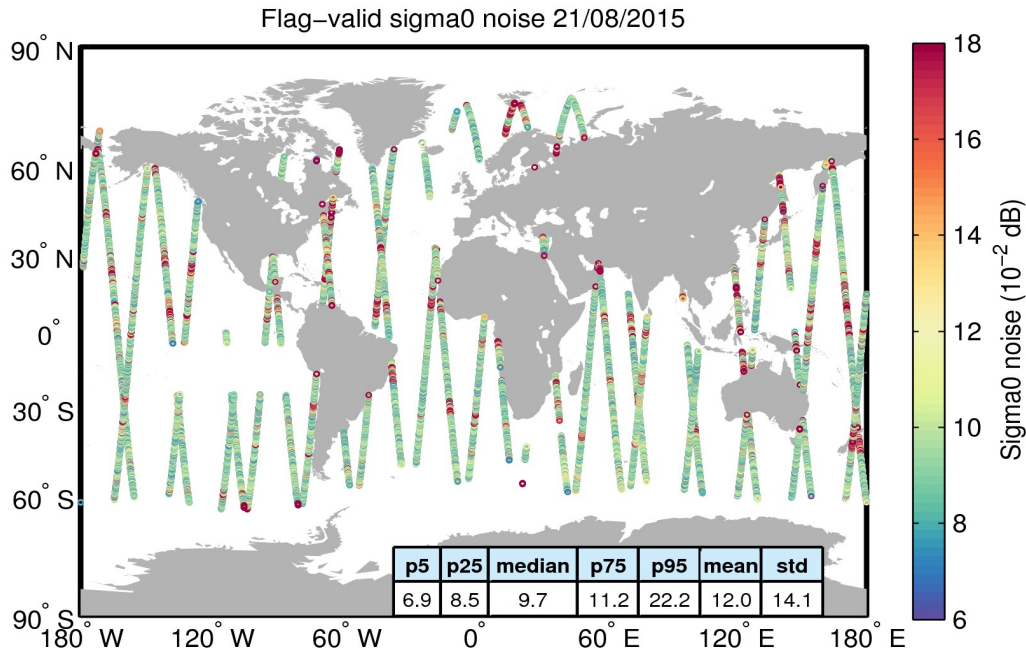 Flag−valid sigma0 noise 21/08/2015
90° N
60° N
30° N
0°
30° S
60° S
90° S
180° W 120° W 60° W 0° 60° E 120° E 180° E
p5 p25 median p75 p95 mean std
6.9 8.5 9.7 11.2 22.2 12.0 14.1
18
16
14
12
10
8
6
Sigma0 noise (10⁻² dB)